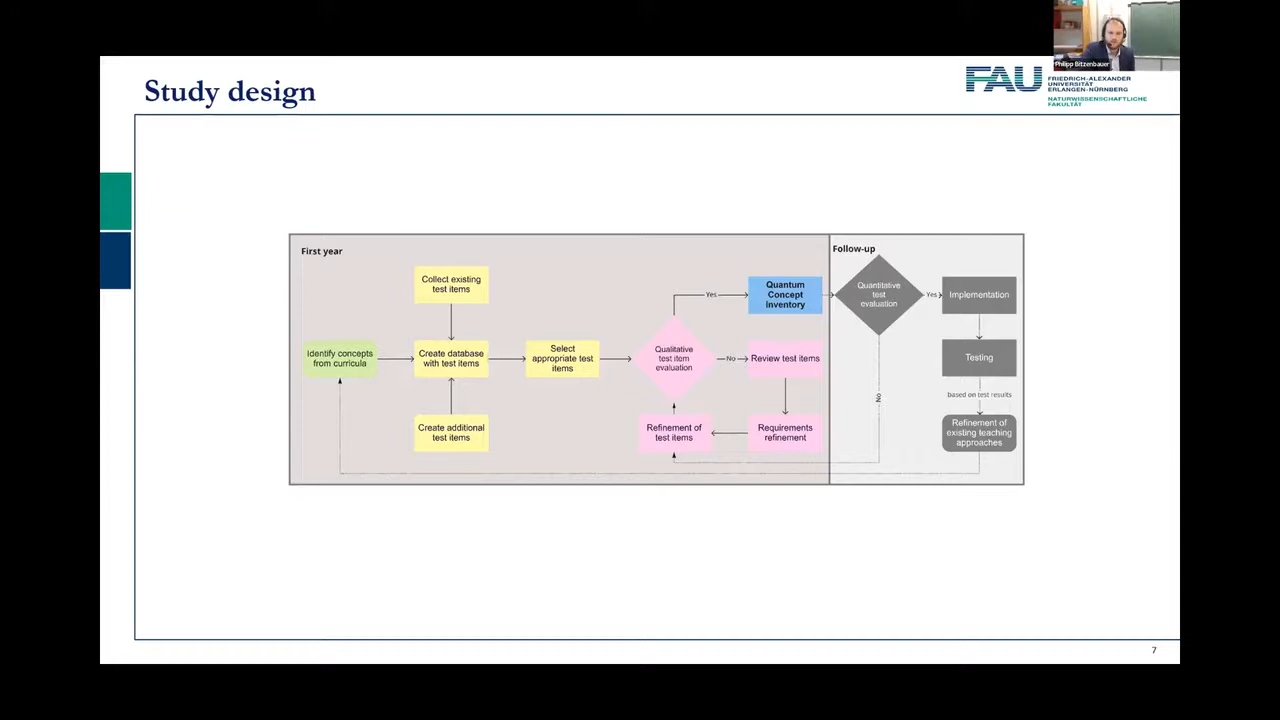 Philipp Bitzenbauer
Study design
FAU
FRIEDRICH-ALEXANDER
UNIVERSITÄT
ERLANGEN-NÜRNBERG
NATURWISSENSCHAFTLICHE
FAKULTÄT
First year
Collect existing
test items
Identify concepts
from curricula
Create database
with test items
Create additional
test items
Select
appropriate test
items
Qualitative
test item
evaluation
Yes
No
Quantum
Concept
inventory
Review test items
Requirements
refinement
Refinement of
test items
Follow-up
Quantitative
test
evaluation
Yes
No
Implementation
Testing
based on test results
Refinement of
existing teaching
approaches
7